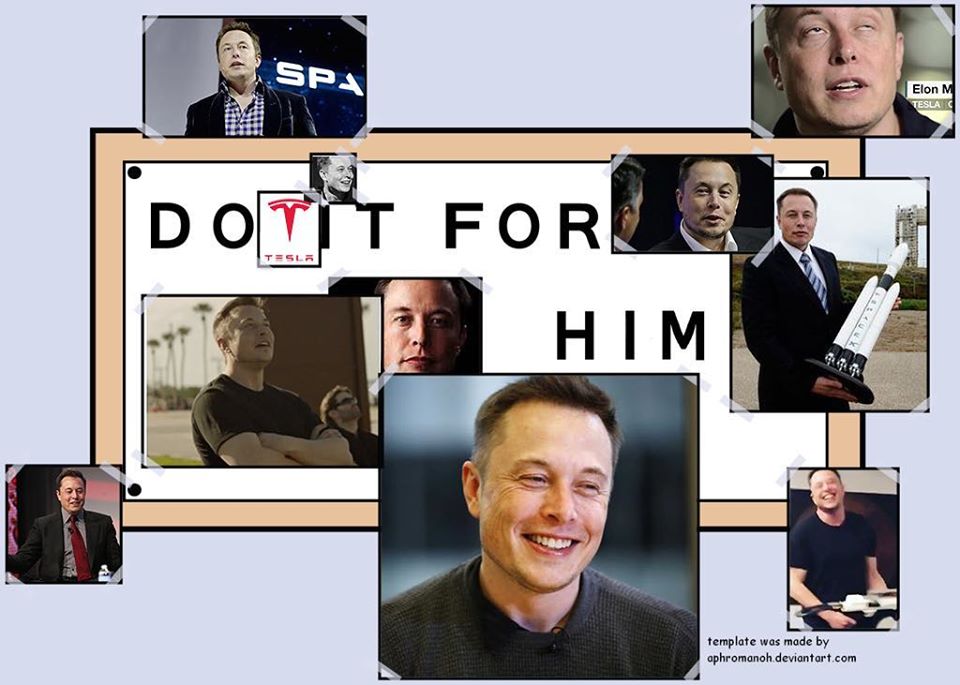 SPA
Elon M
TESLA C
DO IT FOR
TESLA
HIM
template was made by
aphromanoh.deviantart.com